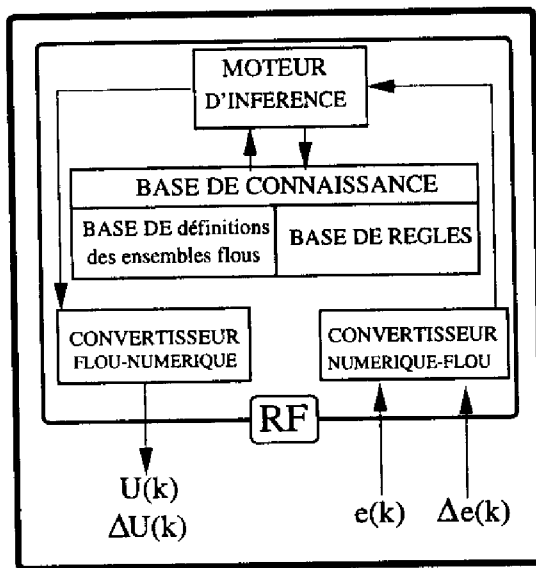 MOTEUR
D'INFERENCE
BASE DE CONNAISSANCE
BASE DE définitions
des ensembles flous
BASE DE REGLES
CONVERTISSEUR
FLOU-NUMERIQUE
CONVERTISSEUR
NUMERIQUE-FLOU
RF
U(k)
ΔU(k)
e(k) Δe(k)